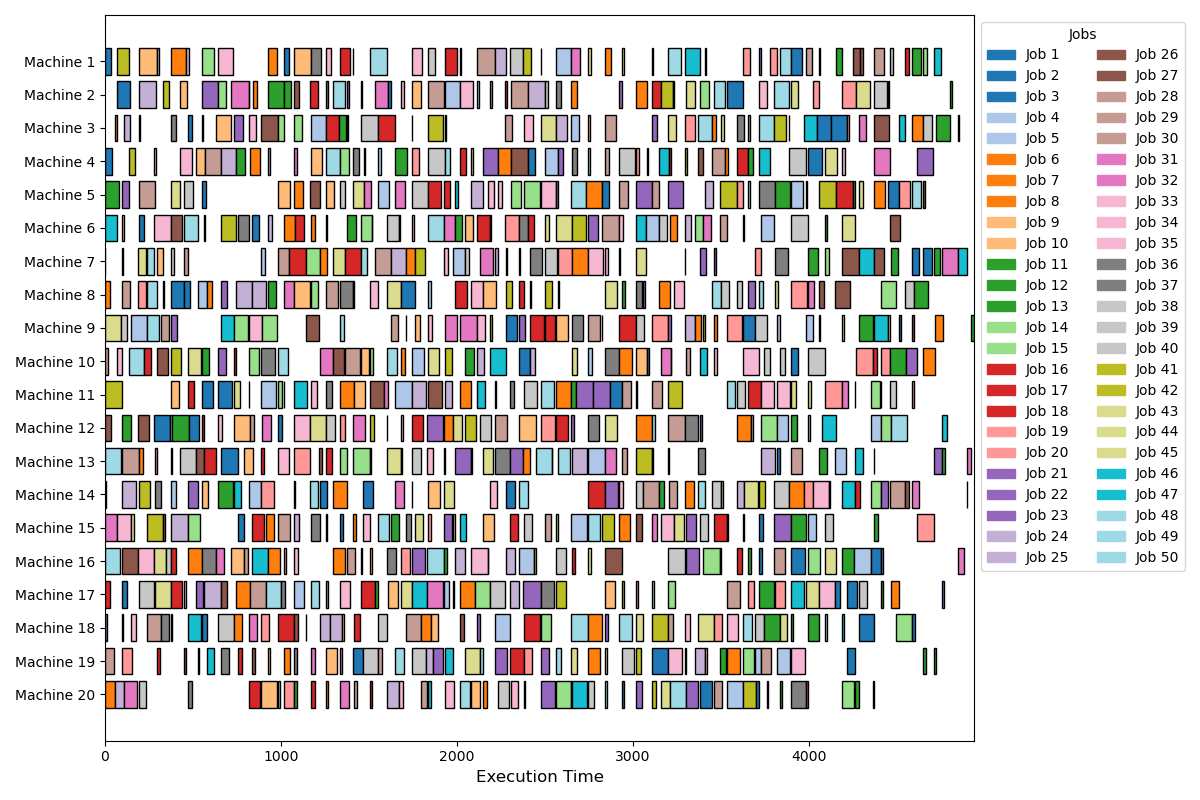 Machine 1
Machine 2
Machine 3
Machine 4
Machine 5
Machine 6
Machine 7
Machine 8
Machine 9
Machine 10
Machine 11
Machine 12
Machine 13
Machine 14
Machine 15
Machine 16
Machine 17
Machine 18
Machine 19
Machine 20
0 1000 2000 3000 4000
Execution Time
Jobs
Job 1
Job 2
Job 3
Job 4
Job 5
Job 6
Job 7
Job 8
Job 9
Job 10
Job 11
Job 12
Job 13
Job 14
Job 15
Job 16
Job 17
Job 18
Job 19
Job 20
Job 21
Job 22
Job 23
Job 24
Job 25
Job 26
Job 27
Job 28
Job 29
Job 30
Job 31
Job 32
Job 33
Job 34
Job 35
Job 36
Job 37
Job 38
Job 39
Job 40
Job 41
Job 42
Job 43
Job 44
Job 45
Job 46
Job 47
Job 48
Job 49
Job 50